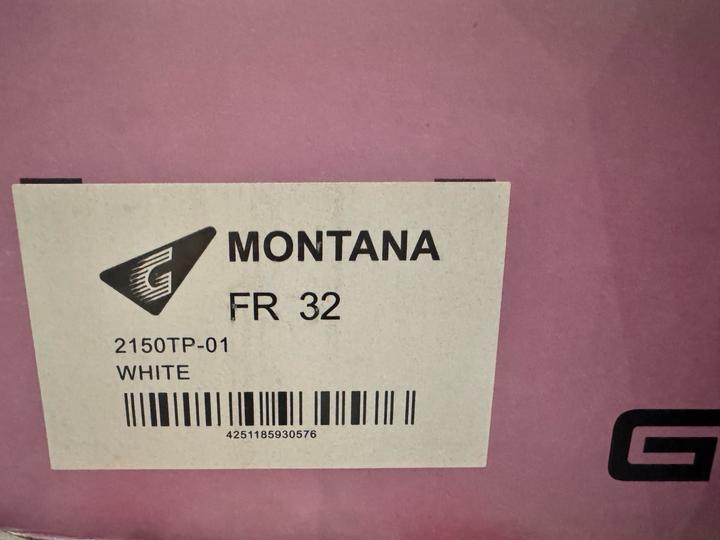 MONTANA
FR 32
2150TP-01
WHITE
4251185930576
G